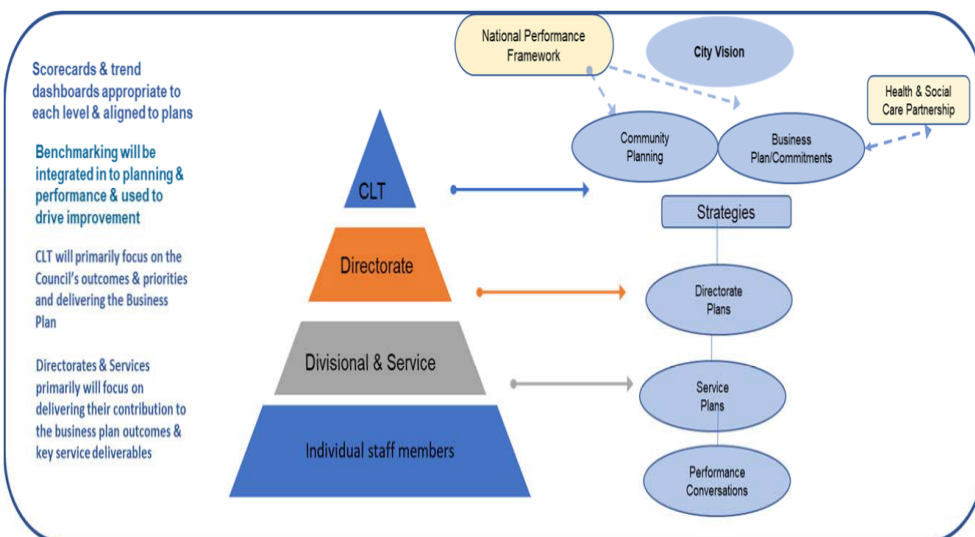 Scorecards & trend
dashboards appropriate to
each level & aligned to plans
Benchmarking will be
integrated in to planning &
performance & used to
drive improvement
CLT will primarily focus on the
Council's outcomes & priorities
and delivering the Business
Plan
Directorates & Services
primarily will focus on
delivering their contribution to
the business plan outcomes &
key service deliverables
CLT
Directorate
Divisional & Service
Individual staff members
National Performance
Framework
City Vision
Health & Social
Care Partnership
Community
Planning
Business
Plan/Commitments
Strategies
Directorate
Plans
Service
Plans
Performance
Conversations